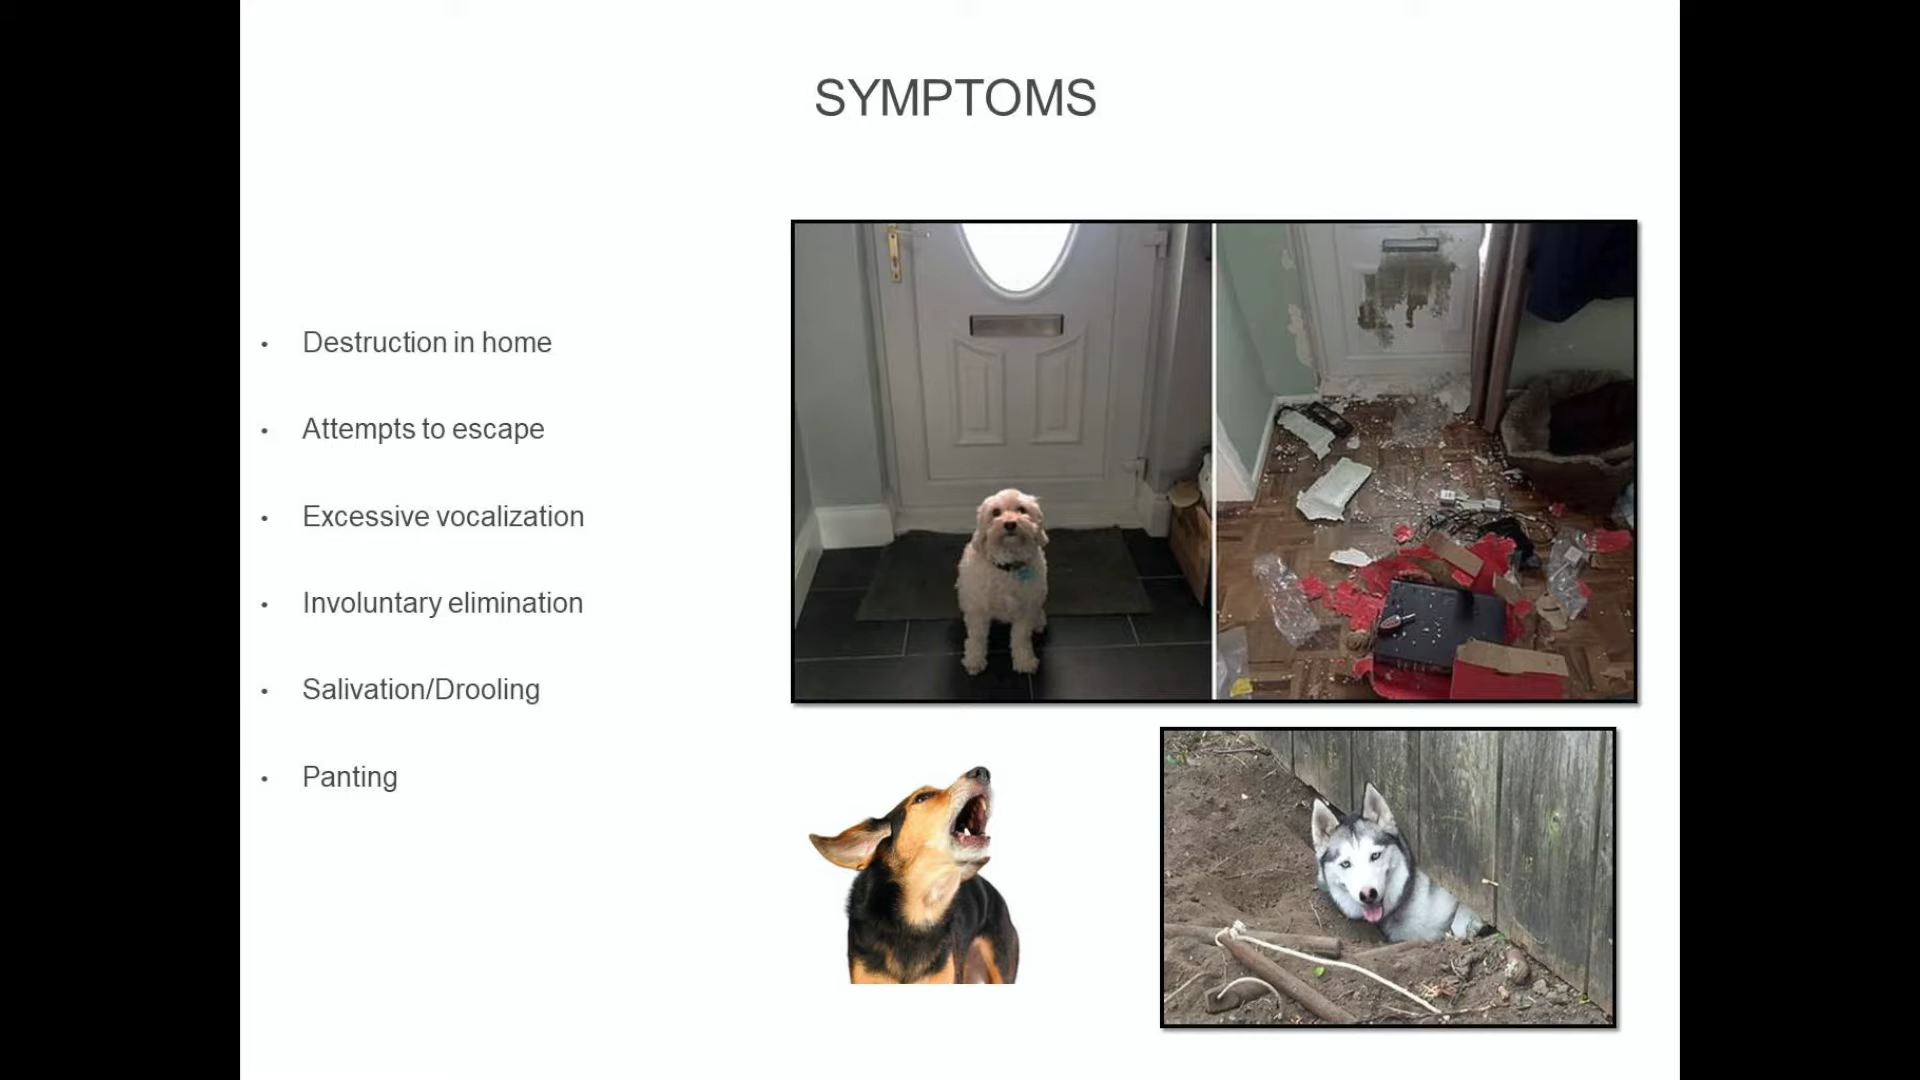 SYMPTOMS
• Destruction in home
• Attempts to escape
• Excessive vocalization
• Involuntary elimination
• Salivation/Drooling
• Panting